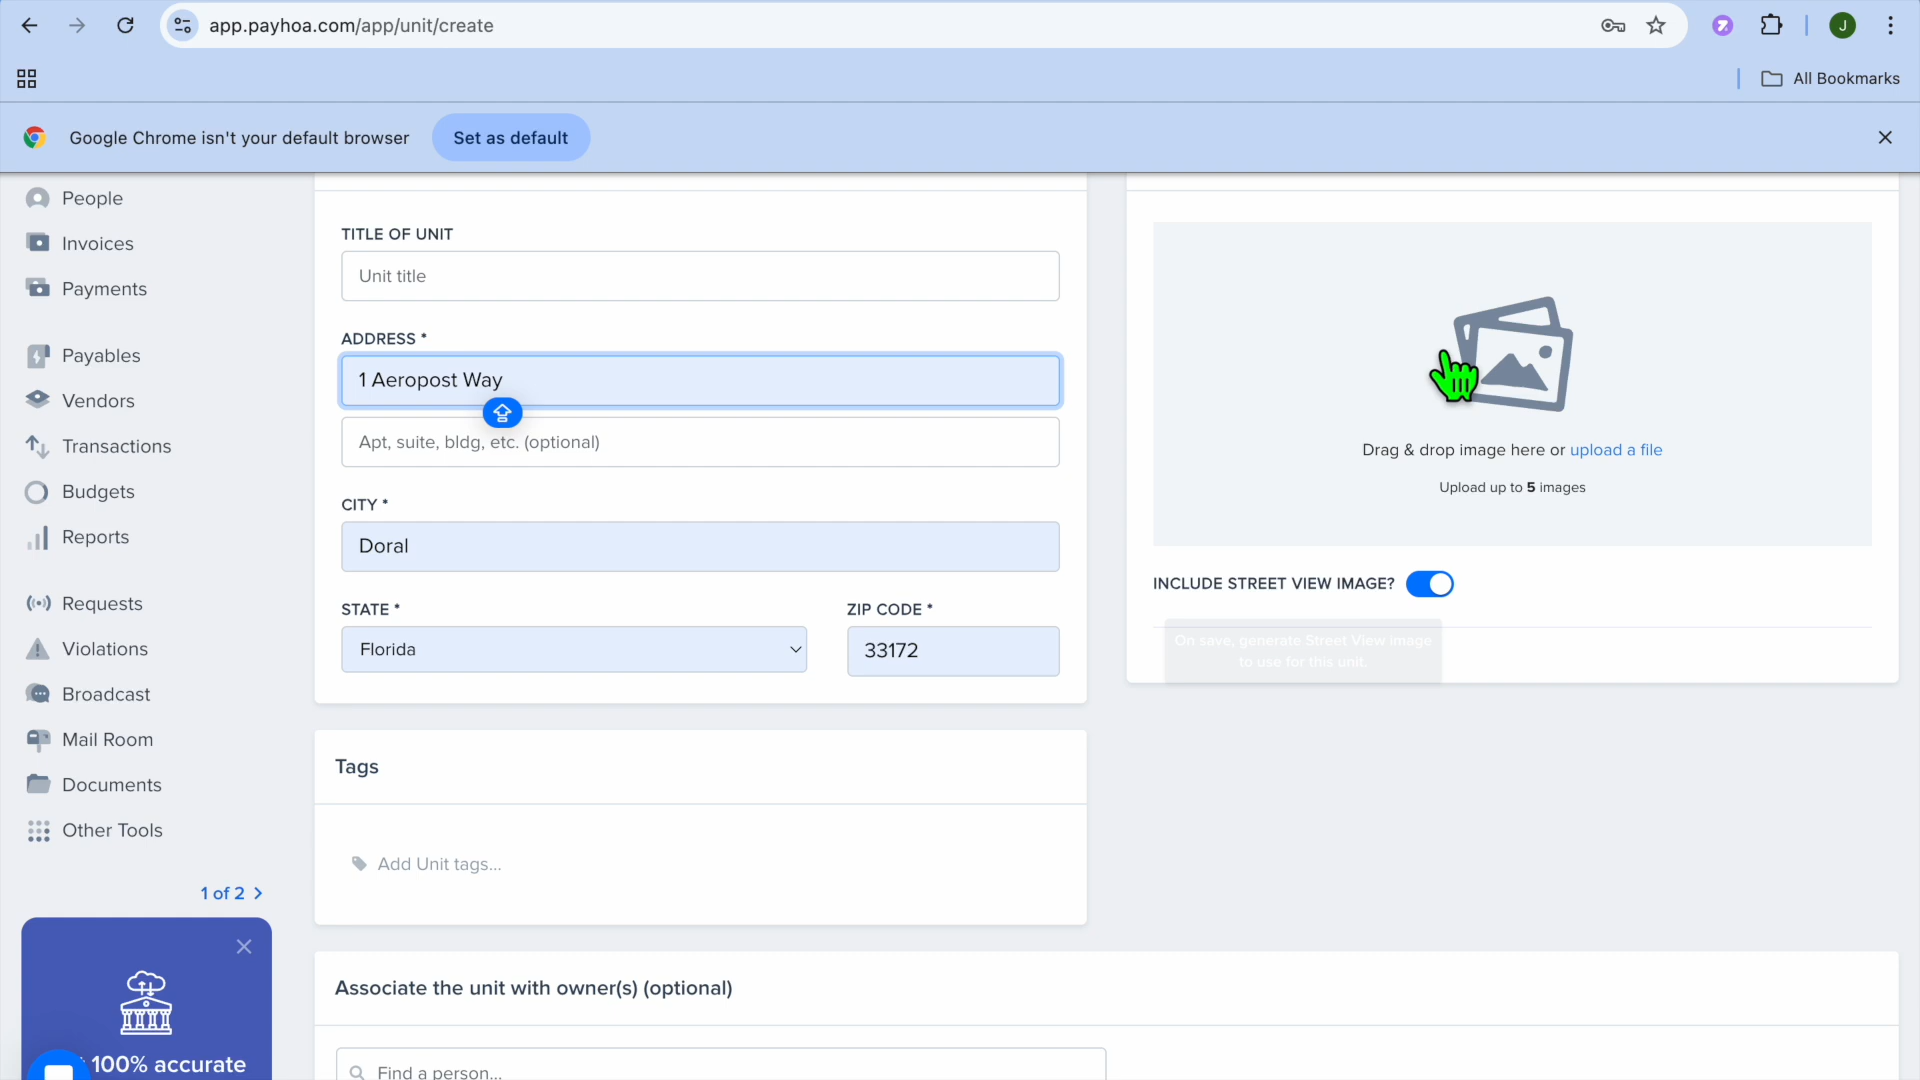 app.payhoa.com/app/unit/create
J
All Bookmarks
Google Chrome isn't your default browser
Set as default
People
Invoices
Payments
Payables
Vendors
Transactions
Budgets
Reports
Requests
Violations
Broadcast
Mail Room
Documents
Other Tools
1 of 2
100% accurate
TITLE OF UNIT
Unit title
ADDRESS *
1 Aeropost Way
Apt, suite, bldg, etc. (optional)
CITY *
Doral
STATE *
ZIP CODE *
Florida
33172
Tags
Add Unit tags...
Associate the unit with owner(s) (optional)
Find a person...
Drag & drop image here or upload a file
Upload up to 5 images
INCLUDE STREET VIEW IMAGE?
On save, generate Street View image
to use for this unit.